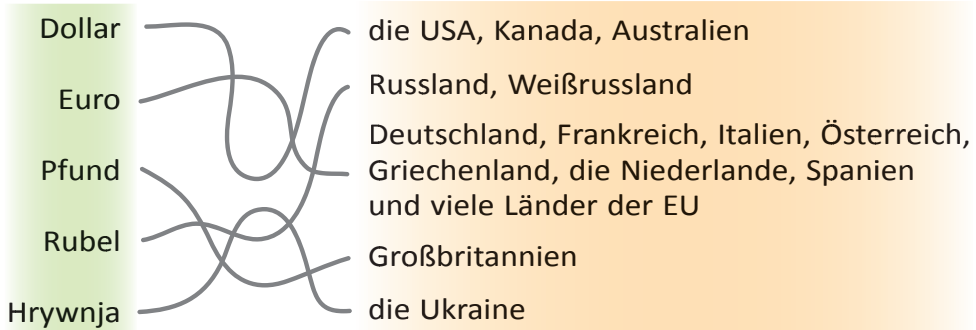 Dollar
Euro
Pfund
Rubel
Hrywnja
die USA, Kanada, Australien
Russland, Weißrussland
Deutschland, Frankreich, Italien, Österreich,
Griechenland, die Niederlande, Spanien
und viele Länder der EU
Großbritannien
die Ukraine